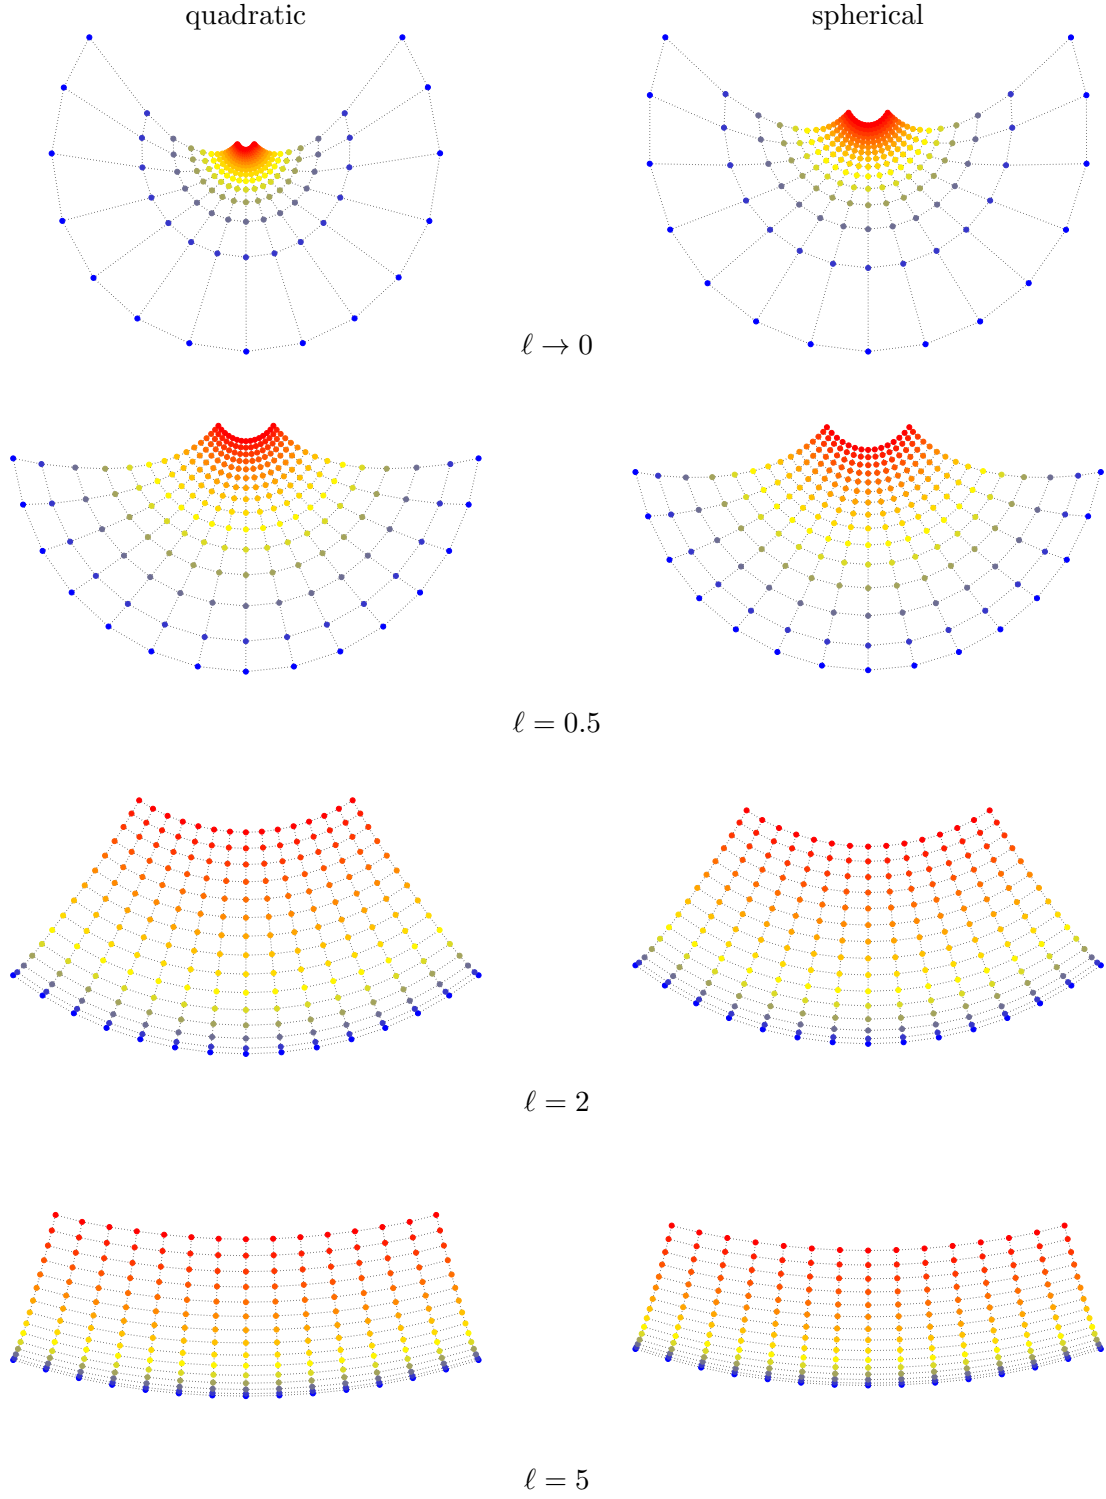 quadratic spherical
ℓ → 0
ℓ = 0.5
ℓ = 2
ℓ = 5